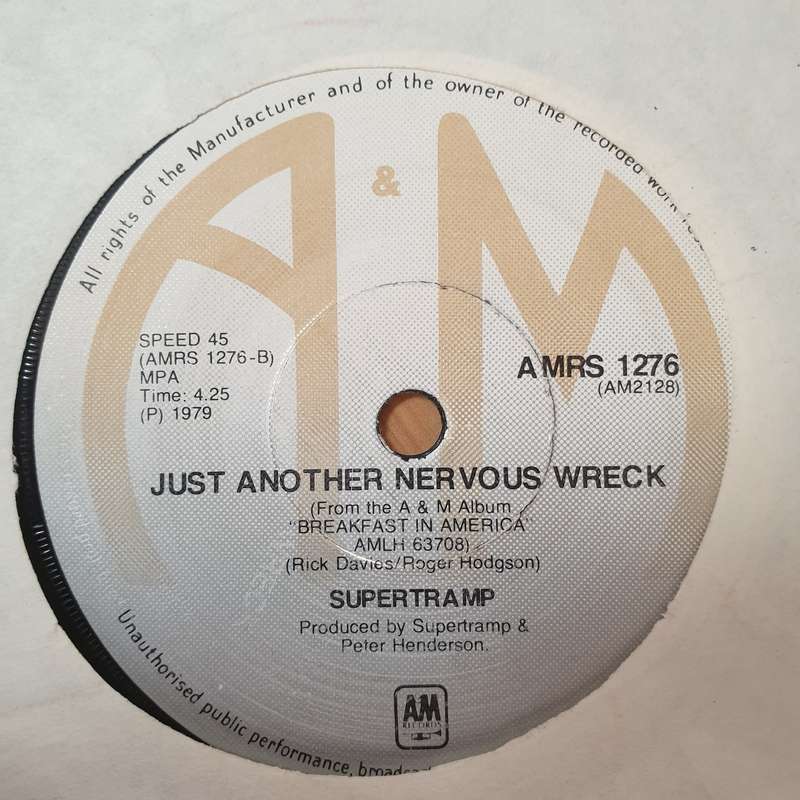 All rights of the Manufacturer and of the owner of the recorded work
A & M
SPEED 45
(AMRS 1276-B)
MPA
Time: 4.25
(P) 1979
AMRS 1276
(AM2128)
JUST ANOTHER NERVOUS WRECK
(From the A & M Album
"BREAKFAST IN AMERICA"
AMLH 63708)
(Rick Davies/Roger Hodgson)
SUPERTRAMP
Produced by Supertramp &
Peter Henderson.
AM
RECORDS
Unauthorised public performance,